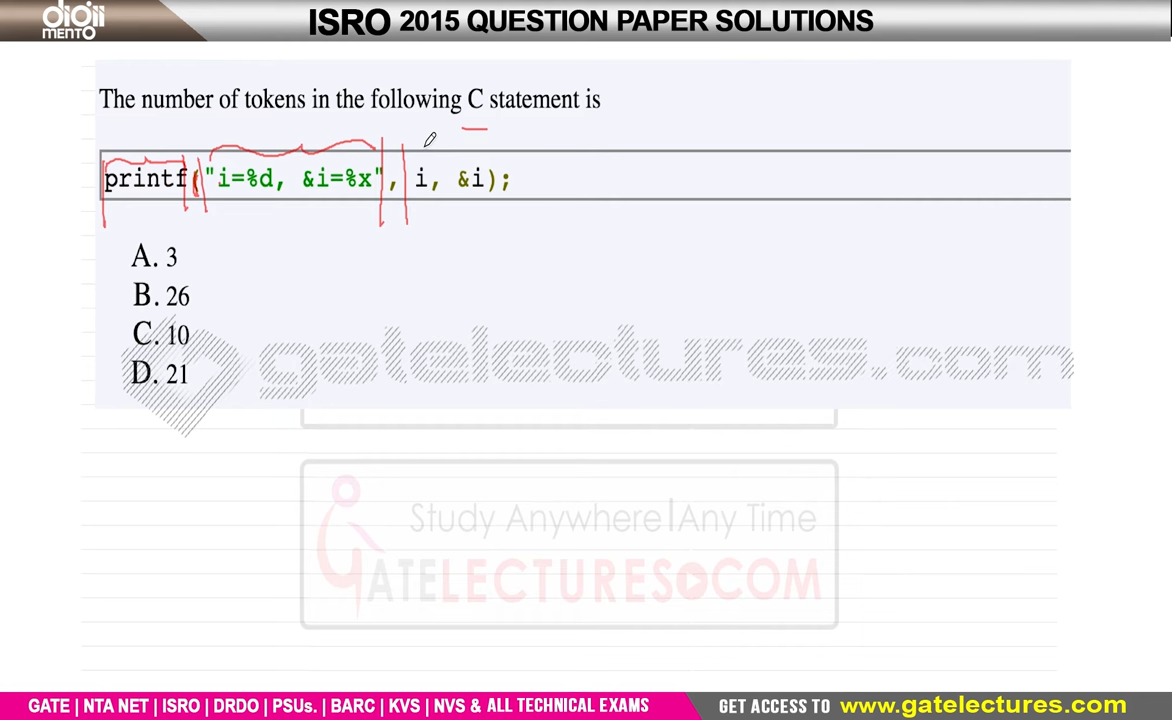 digii
MENTO
ISRO 2015 QUESTION PAPER SOLUTIONS
The number of tokens in the following C statement is
printf("i=%d, &i=%x", i, &i);
A. 3
B. 26
C. 10
D. 21
gatelectures.com
Study Anywhere|Any Time
GATELECTURES.COM
GATE | NTA NET | ISRO | DRDO | PSUs. | BARC | KVS | NVS & ALL TECHNICAL EXAMS
GET ACCESS TO www.gatelectures.com